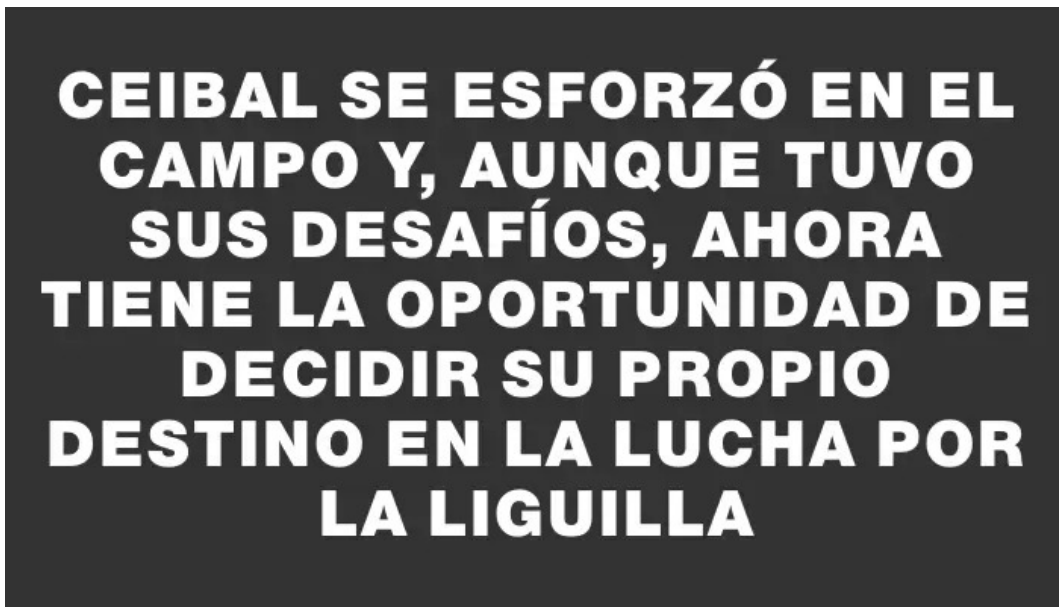 CEIBAL SE ESFORZÓ EN EL
CAMPO Y, AUNQUE TUVO
SUS DESAFÍOS, AHORA
TIENE LA OPORTUNIDAD DE
DECIDIR SU PROPIO
DESTINO EN LA LUCHA POR
LA LIGUILLA